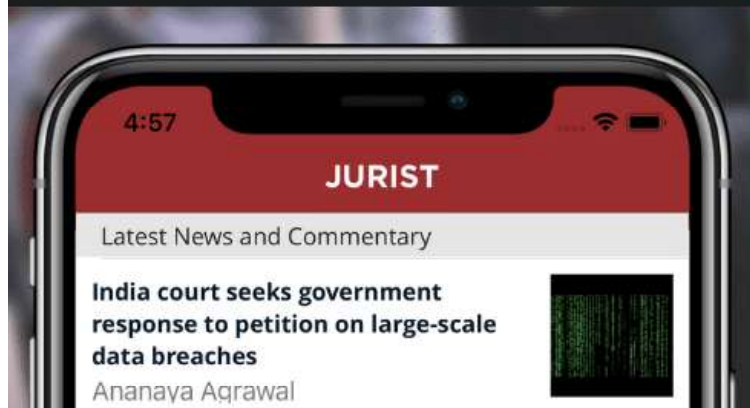 4:57
JURIST
Latest News and Commentary
India court seeks government
response to petition on large-scale
data breaches
Ananaya Agrawal